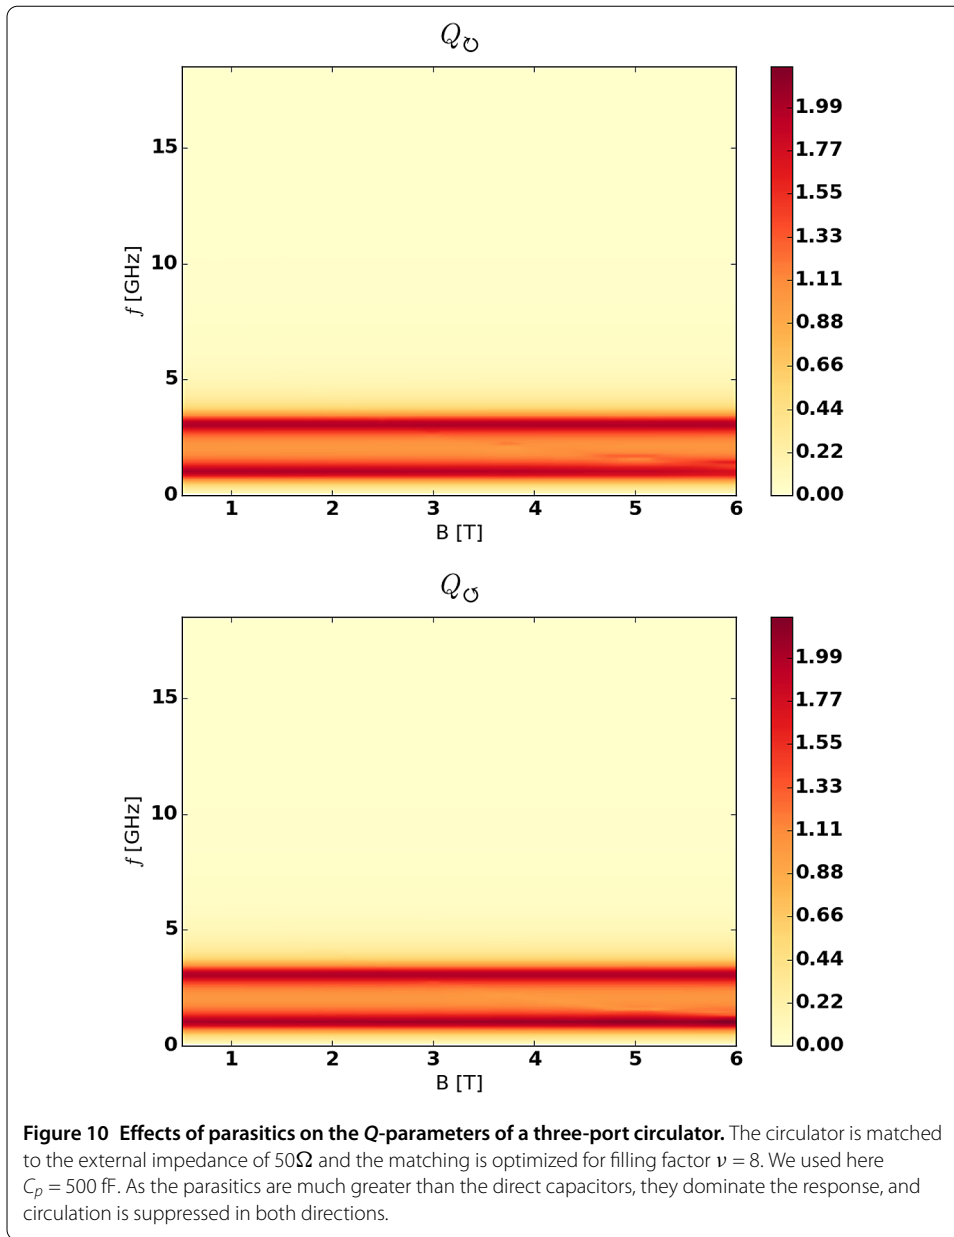 Q↻
1.99
1.77
1.55
1.33
1.11
0.88
0.66
0.44
0.22
0.00
15
10
5
0
f [GHz]
1 2 3 4 5 6
B [T]
Q↺
1.99
1.77
1.55
1.33
1.11
0.88
0.66
0.44
0.22
0.00
15
10
5
0
f [GHz]
1 2 3 4 5 6
B [T]
Figure 10 Effects of parasitics on the Q-parameters of a three-port circulator. The circulator is matched
to the external impedance of 50Ω and the matching is optimized for filling factor ν = 8. We used here
Cp = 500 fF. As the parasitics are much greater than the direct capacitors, they dominate the response, and
circulation is suppressed in both directions.